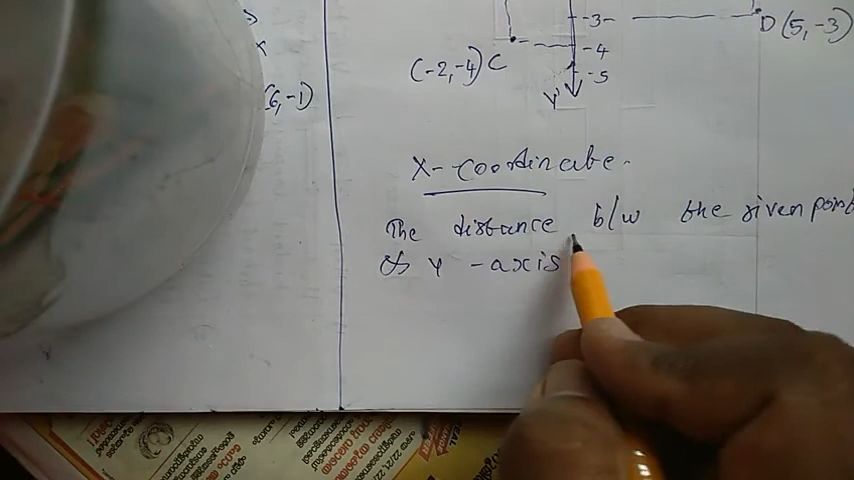 x
(6,-1)
-3-
D(5,-3)
-4
(-2,-4) C
-5
Y'
X-coordinate.
The distance b/w the given point
& Y -axis